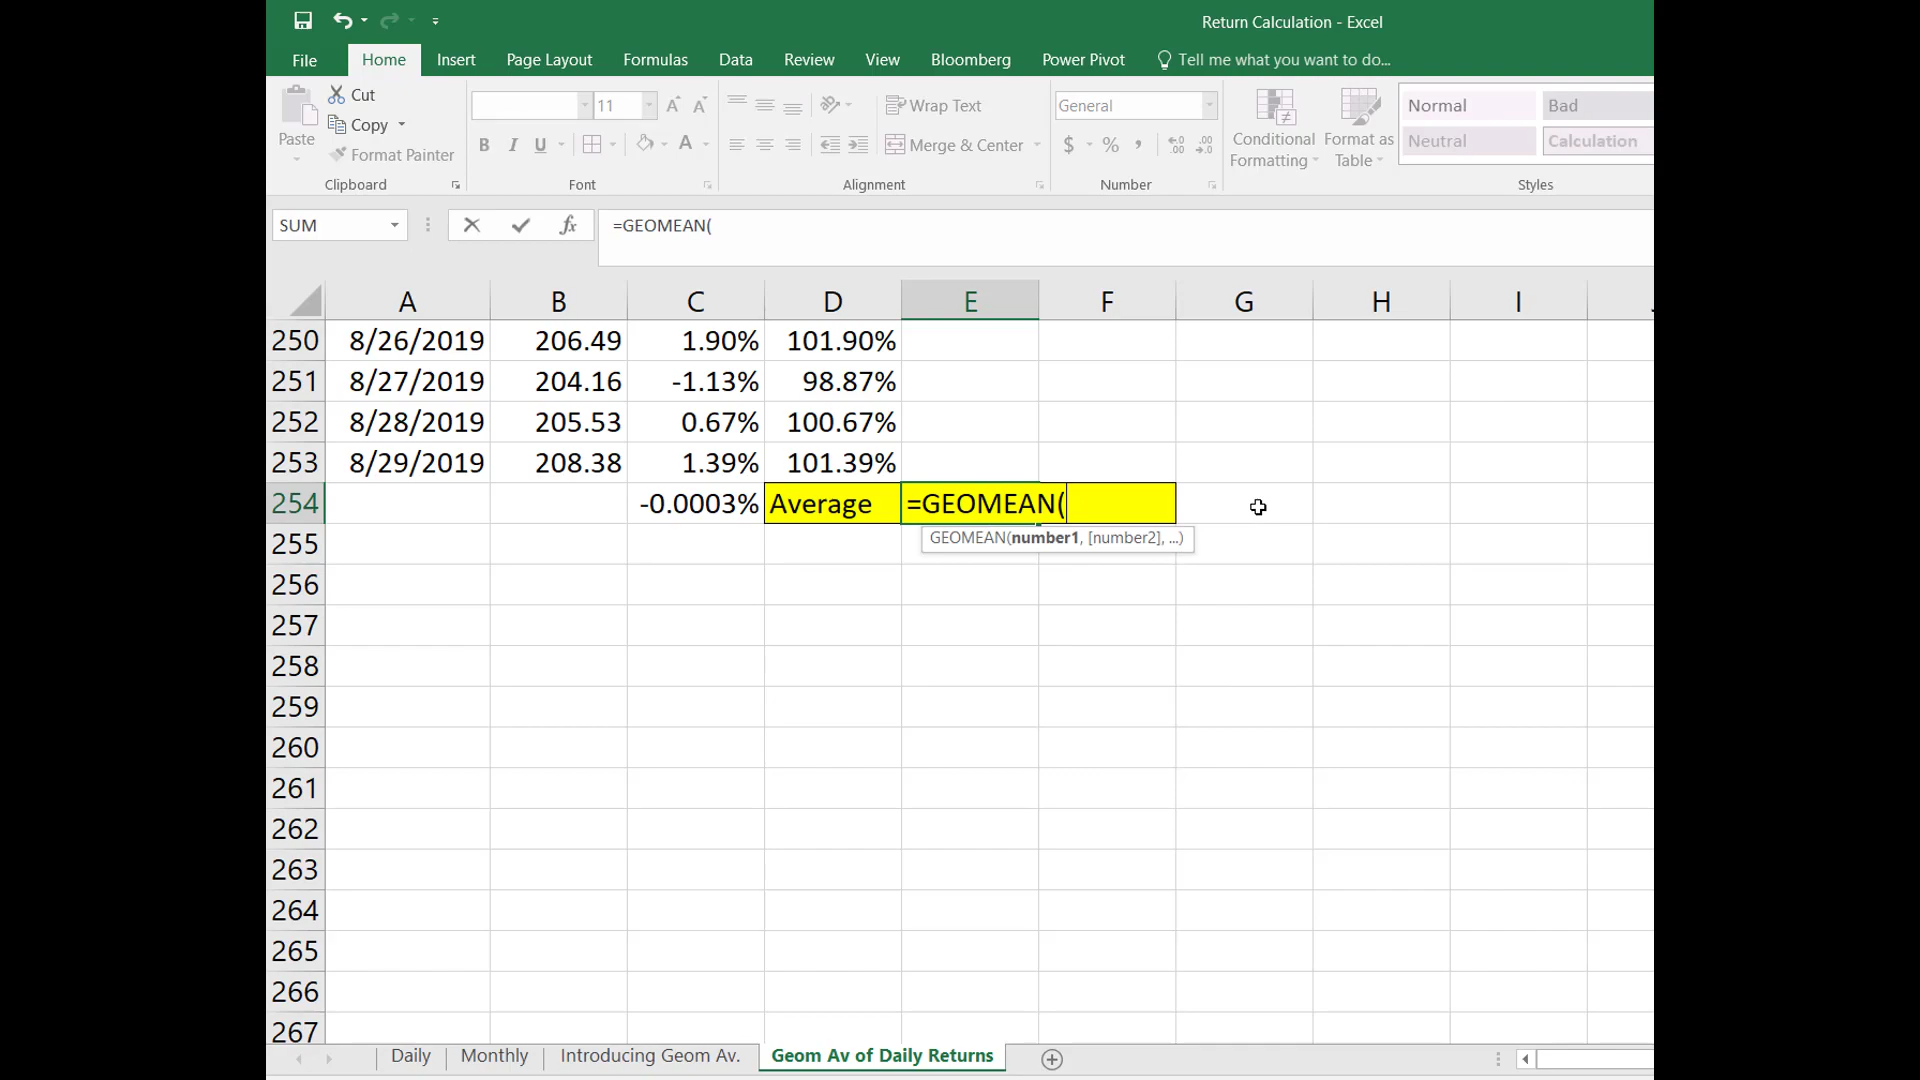 Return Calculation - Excel
File Home Insert Page Layout Formulas Data Review View Bloomberg Power Pivot Tell me what you want to do...
Paste
Cut
Copy
Format Painter
Clipboard
11
A A
B I U A
Font
Wrap Text
Merge & Center
Alignment
General
$ % ,
Number
Conditional Formatting
Format as Table
Normal Bad
Neutral Calculation
Styles
SUM fx =GEOMEAN(
A B C D E F G H I
250 8/26/2019 206.49 1.90% 101.90%
251 8/27/2019 204.16 -1.13% 98.87%
252 8/28/2019 205.53 0.67% 100.67%
253 8/29/2019 208.38 1.39% 101.39%
254 -0.0003% Average =GEOMEAN(
GEOMEAN(number1, [number2], ...)
255
256
257
258
259
260
261
262
263
264
265
266
267
Daily Monthly Introducing Geom Av. Geom Av of Daily Returns